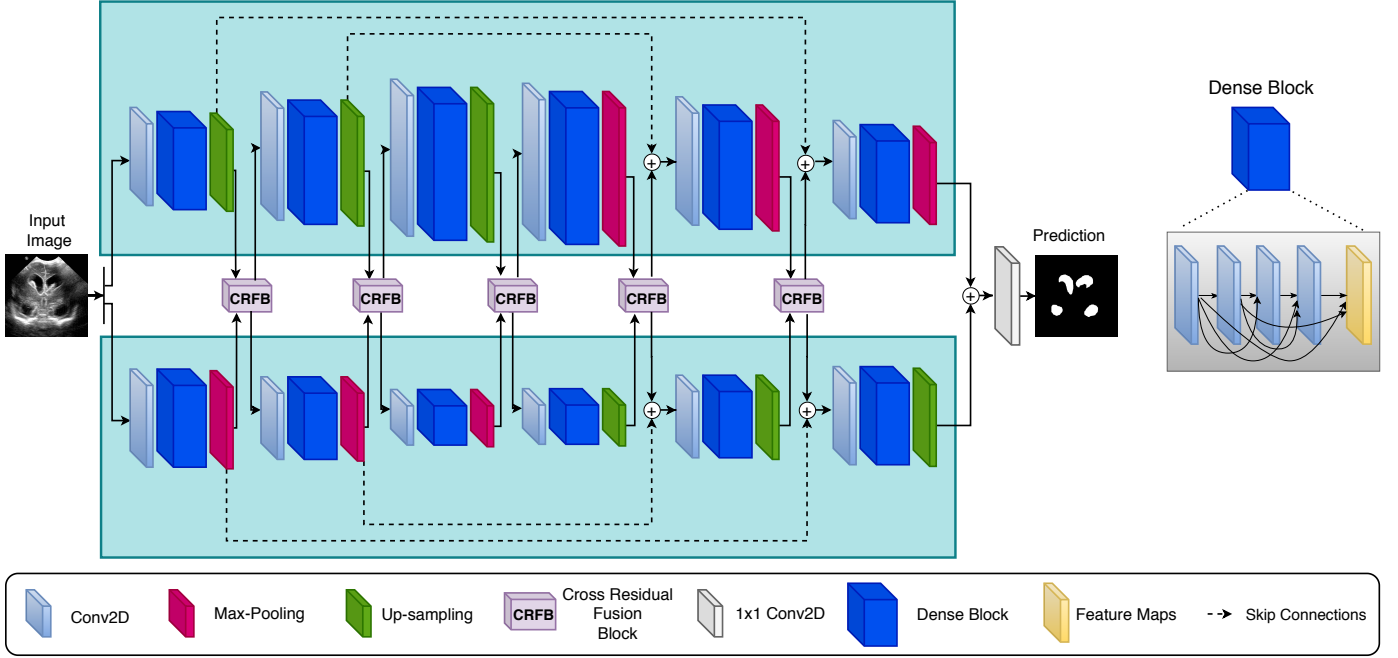 Dense Block
Input
Image
Prediction
CRFB
CRFB
CRFB
CRFB
CRFB
+
+
+
+
+
Conv2D
Max-Pooling
Up-sampling
CRFB
Cross Residual
Fusion
Block
1x1 Conv2D
Dense Block
Feature Maps
Skip Connections